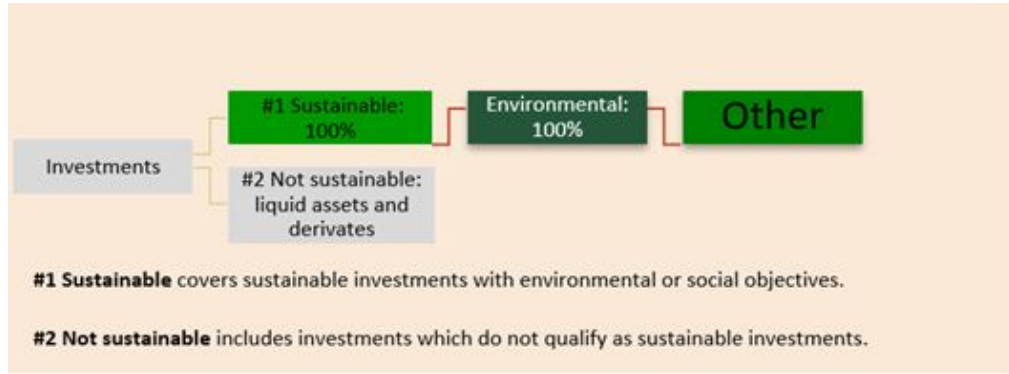 #1 Sustainable:
100%
Environmental:
100%
Other
Investments
#2 Not sustainable:
liquid assets and
derivates
#1 Sustainable covers sustainable investments with environmental or social objectives.
#2 Not sustainable includes investments which do not qualify as sustainable investments.